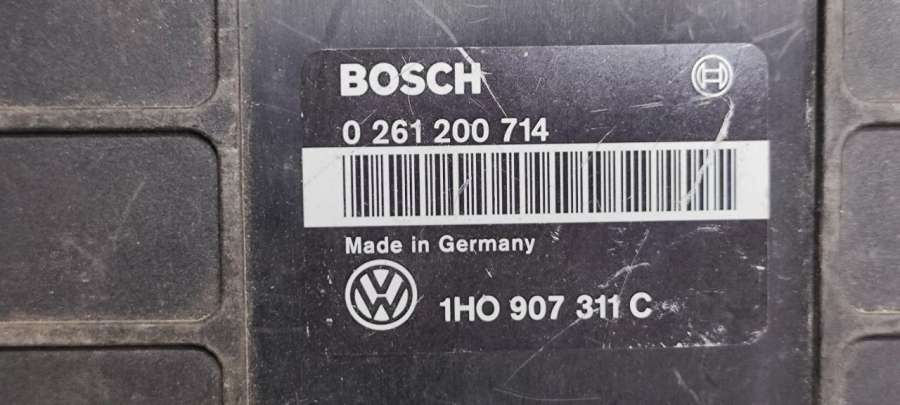 BOSCH
0 261 200 714
Made in Germany
1HO 907 311 C